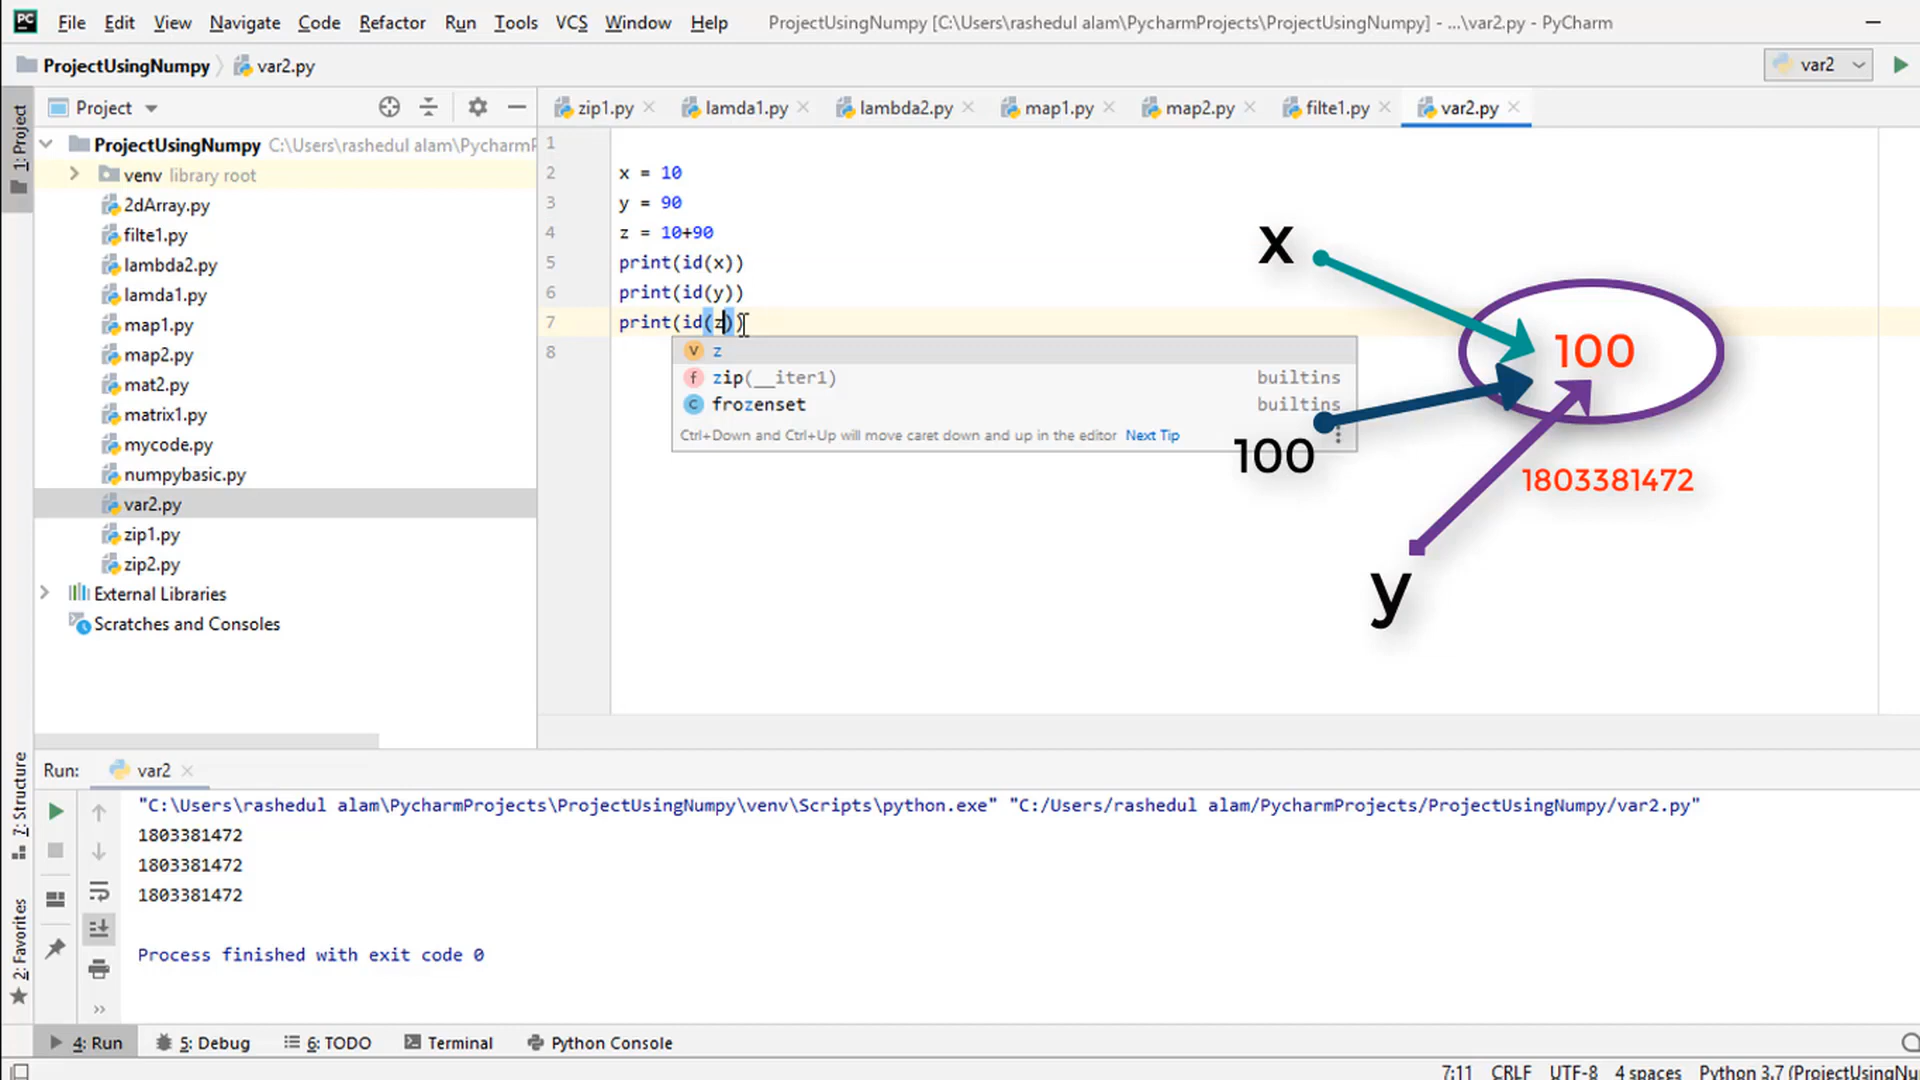 PC File Edit View Navigate Code Refactor Run Tools VCS Window Help ProjectUsingNumpy [C:\Users\rashedul alam\PycharmProjects\ProjectUsingNumpy] - ...\var2.py - PyCharm
ProjectUsingNumpy var2.py var2
Project zip1.py lamda1.py lambda2.py map1.py map2.py filte1.py var2.py
1: Project
ProjectUsingNumpy C:\Users\rashedul alam\PycharmP
venv library root
2dArray.py
filte1.py
lambda2.py
lamda1.py
map1.py
map2.py
mat2.py
matrix1.py
mycode.py
numpybasic.py
var2.py
zip1.py
zip2.py
External Libraries
Scratches and Consoles
1
2 x = 10
3 y = 90
4 z = 10+90
5 print(id(x))
6 print(id(y))
7 print(id(z))
8
V z
f zip(__iter1) builtins
C frozenset builtins
Ctrl+Down and Ctrl+Up will move caret down and up in the editor Next Tip
x
100
100
1803381472
y
7: Structure
2: Favorites
Run: var2
"C:\Users\rashedul alam\PycharmProjects\ProjectUsingNumpy\venv\Scripts\python.exe" "C:/Users/rashedul alam/PycharmProjects/ProjectUsingNumpy/var2.py"
1803381472
1803381472
1803381472
Process finished with exit code 0
4: Run 5: Debug 6: TODO Terminal Python Console
7:11 CRLF UTF-8 4 spaces Python 3.7 (ProjectUsingNu